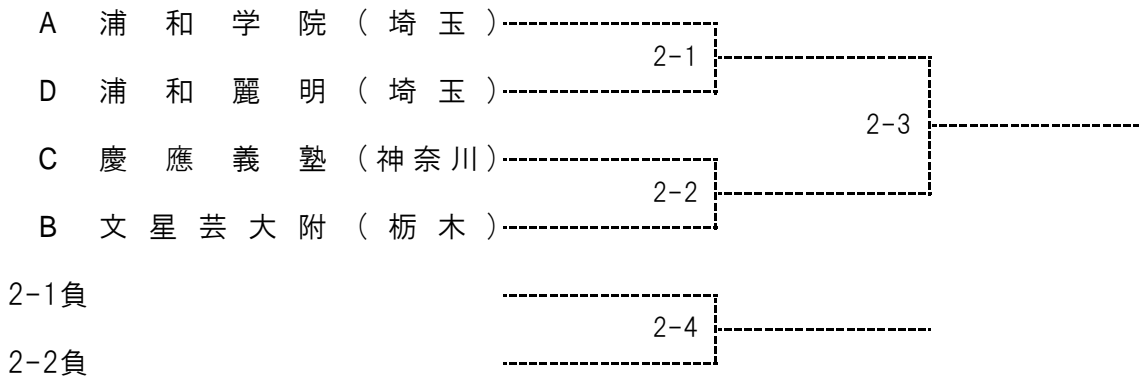 A 浦和学院(埼玉)
2-1
D 浦和麗明(埼玉)
2-3
C 慶應義塾(神奈川)
2-2
B 文星芸大附(栃木)
2-1負
2-4
2-2負